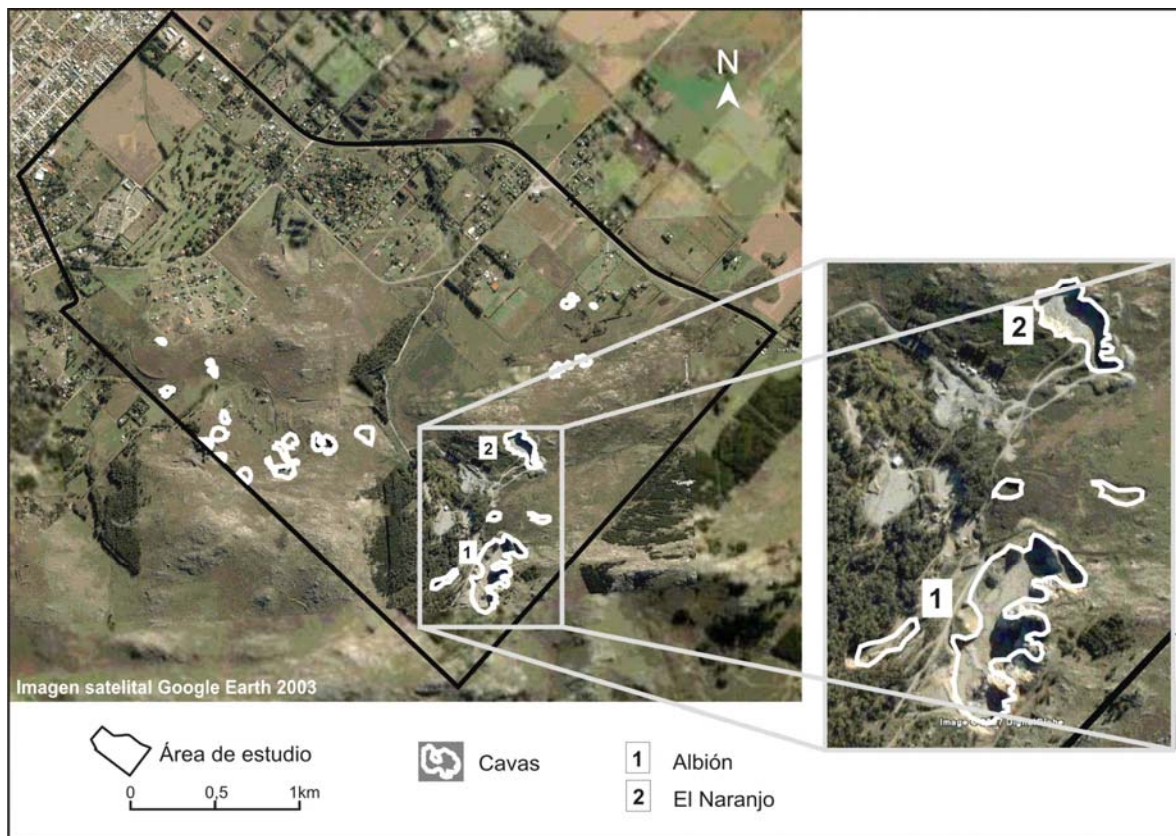 N
2
2
1
1
Imagen satelital Google Earth 2003
Área de estudio
Cavas
1 Albión
2 El Naranjo
0 0,5 1km